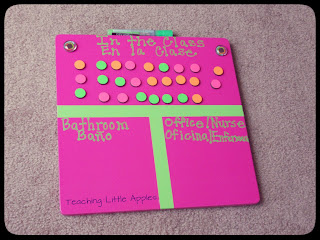 In the Class
En la Clase
Bathroom
Baño
Office/Nurse
Oficina/Enfermera
Teaching Little Apples